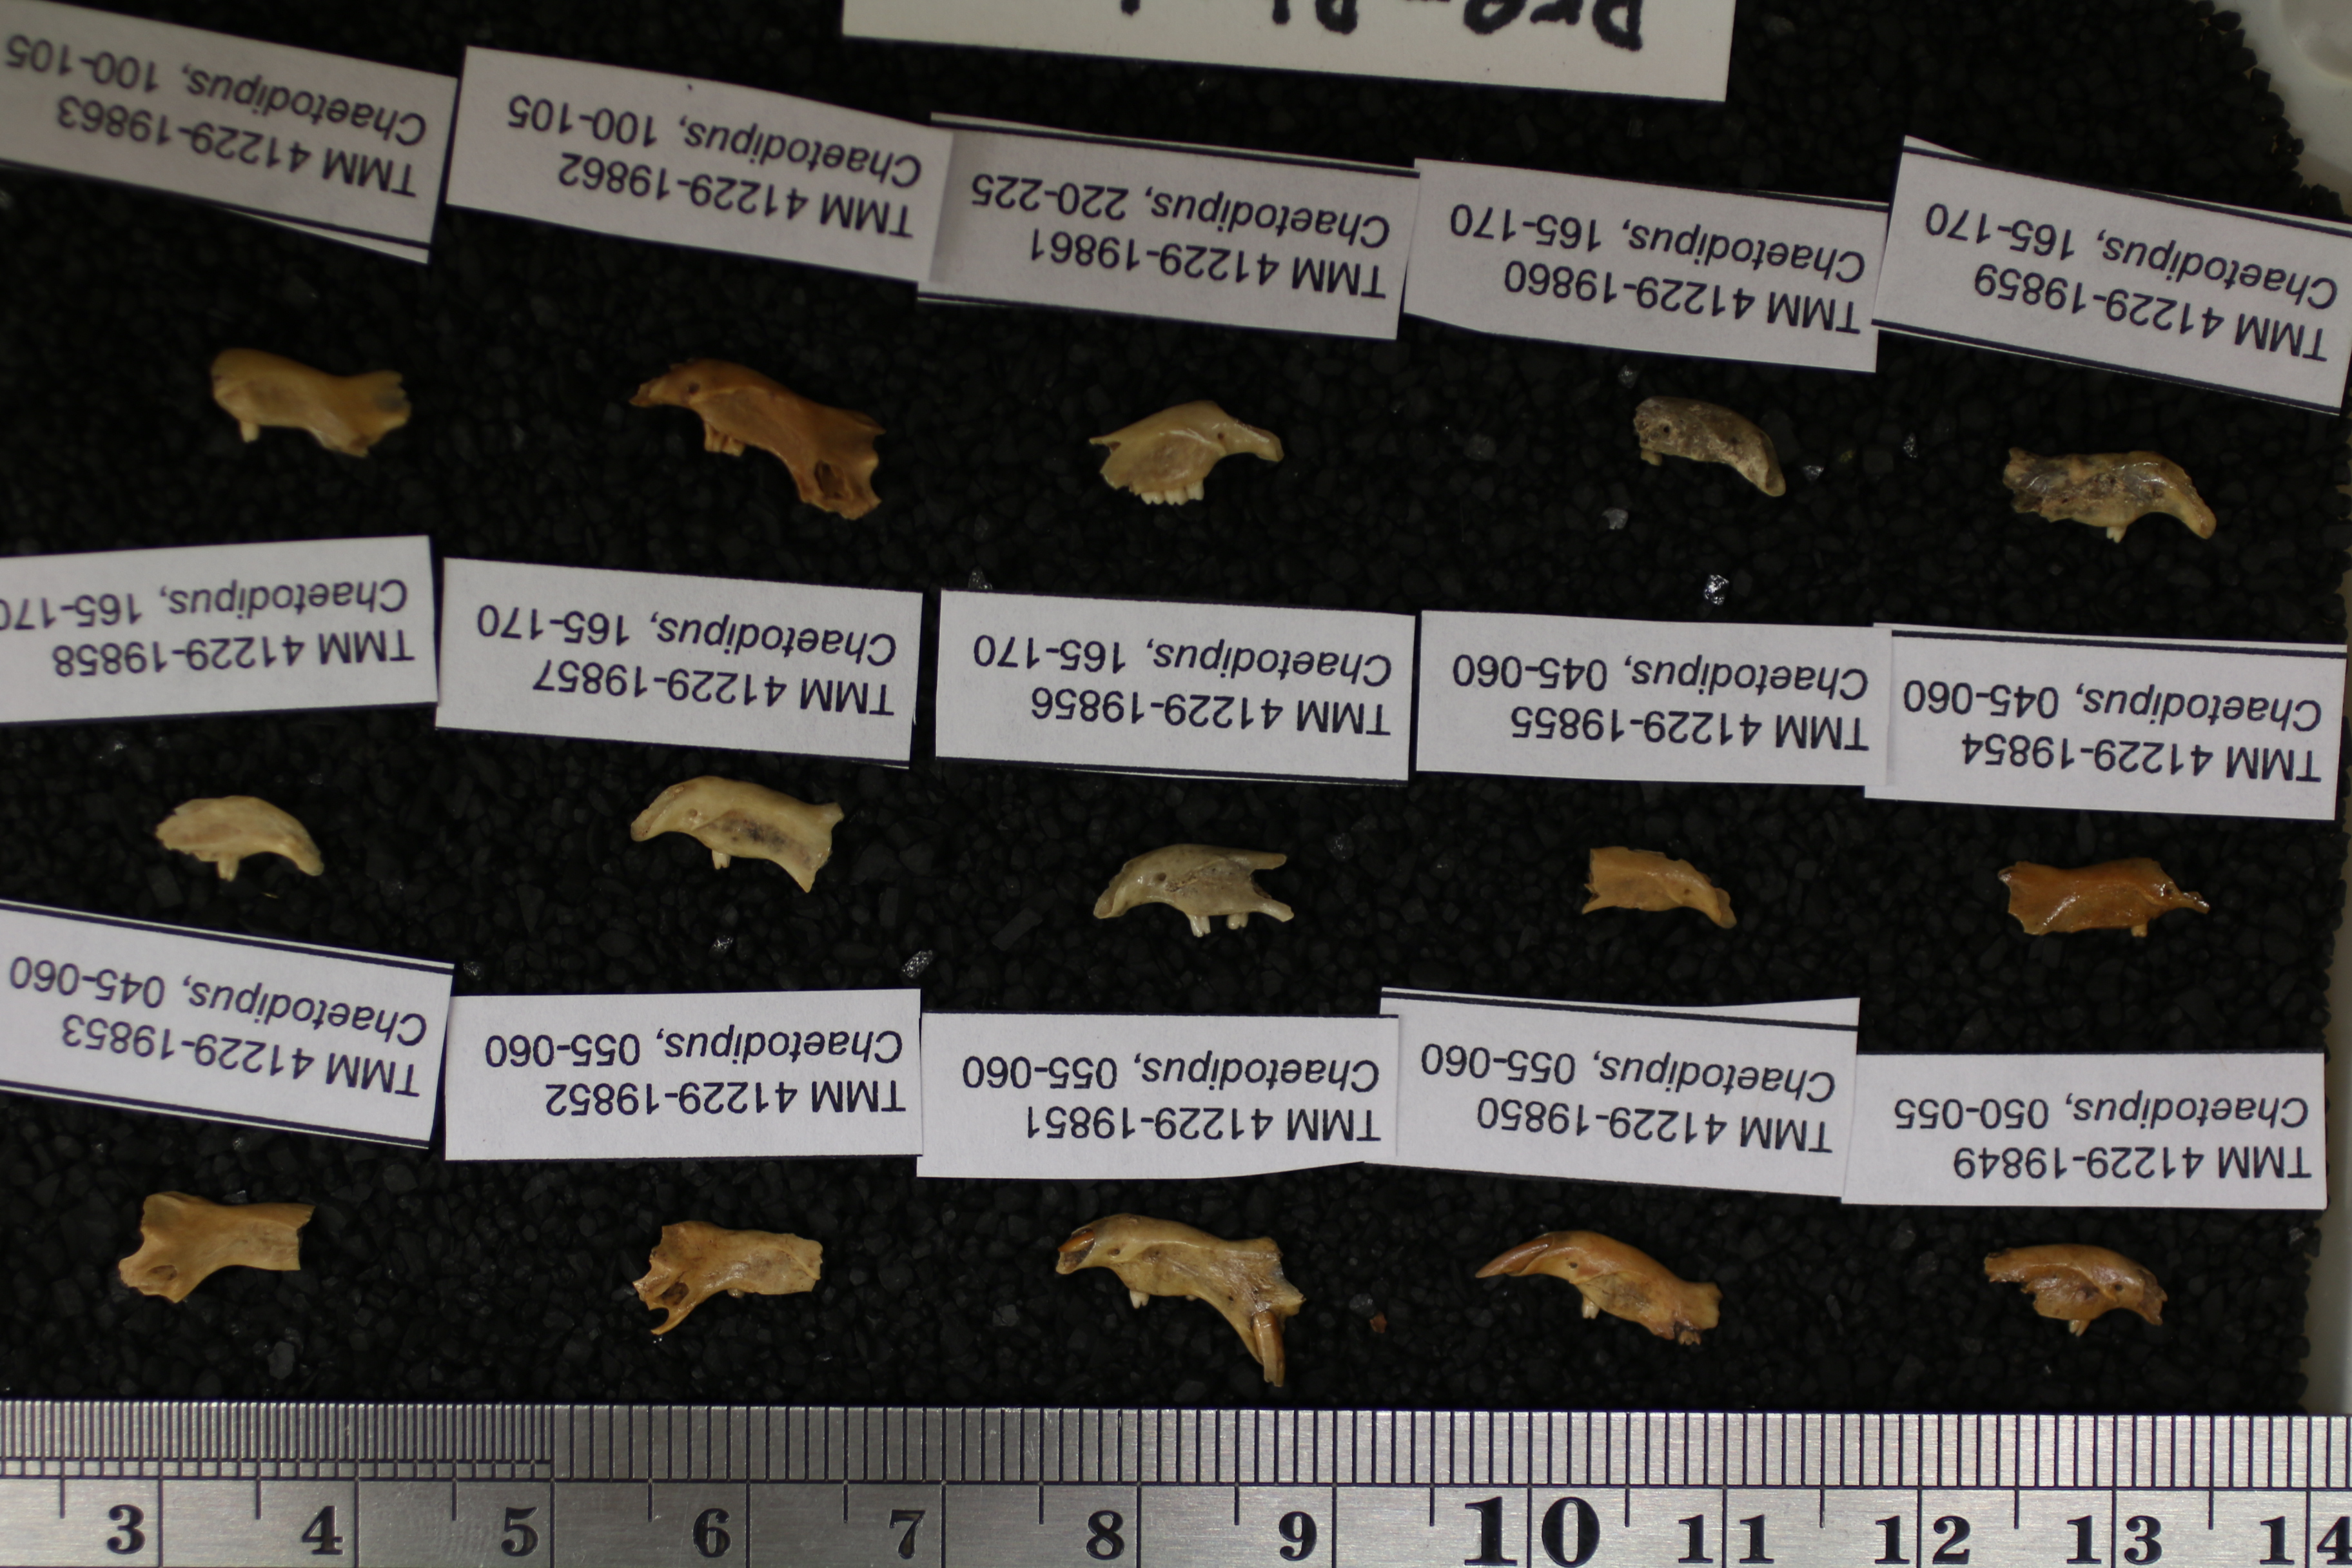 TMM 41229-19849
Chaetodipus, 050-055
TMM 41229-19850
Chaetodipus, 055-060
TMM 41229-19851
Chaetodipus, 055-060
TMM 41229-19852
Chaetodipus, 055-060
TMM 41229-19853
Chaetodipus, 045-060
TMM 41229-19854
Chaetodipus, 045-060
TMM 41229-19855
Chaetodipus, 045-060
TMM 41229-19856
Chaetodipus, 165-170
TMM 41229-19857
Chaetodipus, 165-170
TMM 41229-19858
Chaetodipus, 165-170
TMM 41229-19859
Chaetodipus, 165-170
TMM 41229-19860
Chaetodipus, 165-170
TMM 41229-19861
Chaetodipus, 220-225
TMM 41229-19862
Chaetodipus, 100-105
TMM 41229-19863
Chaetodipus, 100-105
3 4 5 6 7 8 9 10 11 12 13 14